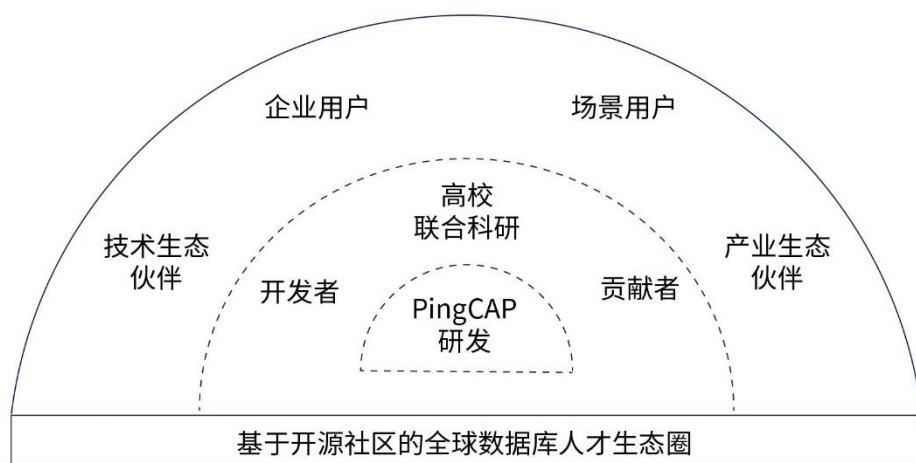 企业用户
场景用户
高校
联合科研
技术生态
伙伴
产业生态
伙伴
开发者
贡献者
PingCAP
研发
基于开源社区的全球数据库人才生态圈